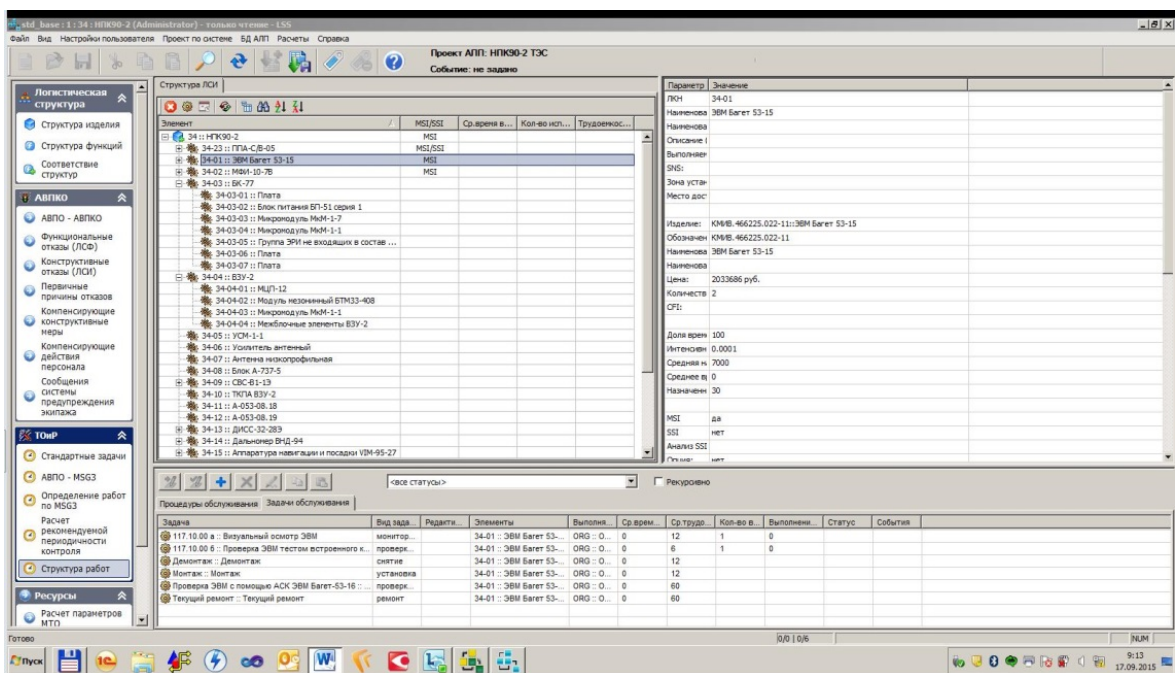 std_base : 1 : 34 : НПК90-2 (Administrator) - только чтение - LSS
Файл Вид Настройки пользователя Проект по системе БД АЛП Расчеты Справка
Проект АЛП: НПК90-2 ТЭС
Событие: не задано
Логистическая структура
Структура изделия
Структура функций
Соответствие структур
АВПКО
АВПО - АВПКО
Функциональные отказы (ЛСФ)
Конструктивные отказы (ЛСИ)
Первичные причины отказов
Компенсирующие конструктивные меры
Компенсирующие действия персонала
Сообщения системы предупреждения экипажа
ТОиР
Стандартные задачи
АВПО - MSG3
Определение работ по MSG3
Расчет рекомендуемой периодичности контроля
Структура работ
Ресурсы
Расчет параметров МТО
Структура ЛСИ
Элемент MSI/SSI Ср.время в... Кол-во исп... Трудоемкос...
34 :: НПК90-2 MSI
34-23 :: ППА-С/В-05 MSI/SSI
34-01 :: ЭВМ Багет 53-15 MSI
34-02 :: МФИ-10-7В MSI
34-03 :: БК-77
34-03-01 :: Плата
34-03-02 :: Блок питания БП-51 серия 1
34-03-03 :: Микромодуль МкМ-1-7
34-03-04 :: Микромодуль МкМ-1-1
34-03-05 :: Группа ЭРИ не входящих в состав ...
34-03-06 :: Плата
34-03-07 :: Плата
34-04 :: ВЗУ-2
34-04-01 :: МЦП-12
34-04-02 :: Модуль мезонинный БТМ33-408
34-04-03 :: Микромодуль МкМ-1-1
34-04-04 :: Межблочные элементы ВЗУ-2
34-05 :: УСМ-1-1
34-06 :: Усилитель антенный
34-07 :: Антенна низкопрофильная
34-08 :: Блок А-737-5
34-09 :: СВС-В1-1Э
34-10 :: ТКПА ВЗУ-2
34-11 :: А-053-08.18
34-12 :: А-053-08.19
34-13 :: ДИСС-32-28Э
34-14 :: Дальномер ВНД-94
34-15 :: Аппаратура навигации и посадки VIM-95-27
Параметр Значение
ЛКН 34-01
Наименова ЭВМ Багет 53-15
Наименова
Описание (
Выполняем
SNS:
Зона устан
Место дос
Изделие: КМИВ.466225.022-11::ЭВМ Багет 53-15
Обозначен КМИВ.466225.022-11
Наименова ЭВМ Багет 53-15
Наименова
Цена: 2033686 руб.
Количеств 2
CFI:
Доля врем 100
Интенсивн 0.0001
Средняя н 7000
Среднее в 0
Назначенн 30
MSI да
SSI нет
Анализ SSI
нет
<все статусы> Рекурсивно
Процедуры обслуживания Задачи обслуживания
Задача Вид зада... Редакти... Элементы Выполня... Ср.врем... Ср.трудо... Кол-во в... Выполнени... Статус События
117.10.00 а :: Визуальный осмотр ЭВМ монитор... 34-01 :: ЭВМ Багет 53-... ORG :: О... 0 12 1 0
117.10.00 б :: Проверка ЭВМ тестом встроенного к... проверк... 34-01 :: ЭВМ Багет 53-... ORG :: О... 0 6 1 0
Демонтаж :: Демонтаж снятие 34-01 :: ЭВМ Багет 53-... ORG :: О... 0 12
Монтаж :: Монтаж установка 34-01 :: ЭВМ Багет 53-... ORG :: О... 0 12
Проверка ЭВМ с помощью АСК ЭВМ Багет-53-16 :: ... проверк... 34-01 :: ЭВМ Багет 53-... ORG :: О... 0 60
Текущий ремонт :: Текущий ремонт ремонт 34-01 :: ЭВМ Багет 53-... ORG :: О... 0 60
Готово 0/0 | 0/6 NUM
Пуск 9:13
17.09.2015